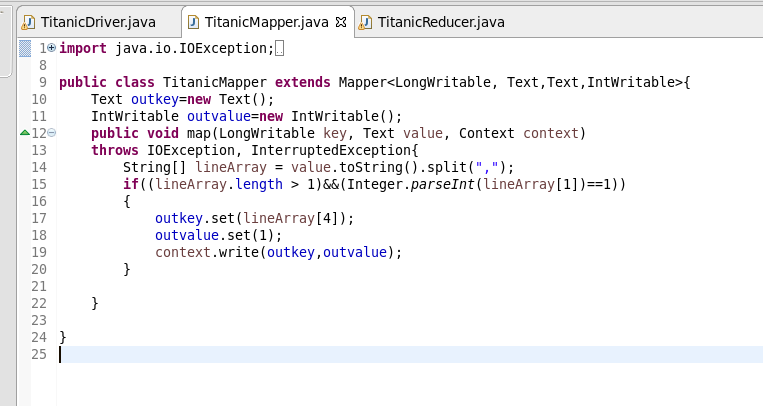 TitanicDriver.java TitanicMapper.java TitanicReducer.java
1 import java.io.IOException;
8
9 public class TitanicMapper extends Mapper<LongWritable, Text,Text,IntWritable>{
10     Text outkey=new Text();
11     IntWritable outvalue=new IntWritable();
12     public void map(LongWritable key, Text value, Context context)
13     throws IOException, InterruptedException{
14         String[] lineArray = value.toString().split(",");
15         if((lineArray.length > 1)&&(Integer.parseInt(lineArray[1])==1))
16         {
17             outkey.set(lineArray[4]);
18             outvalue.set(1);
19             context.write(outkey,outvalue);
20         }
21
22     }
23
24 }
25